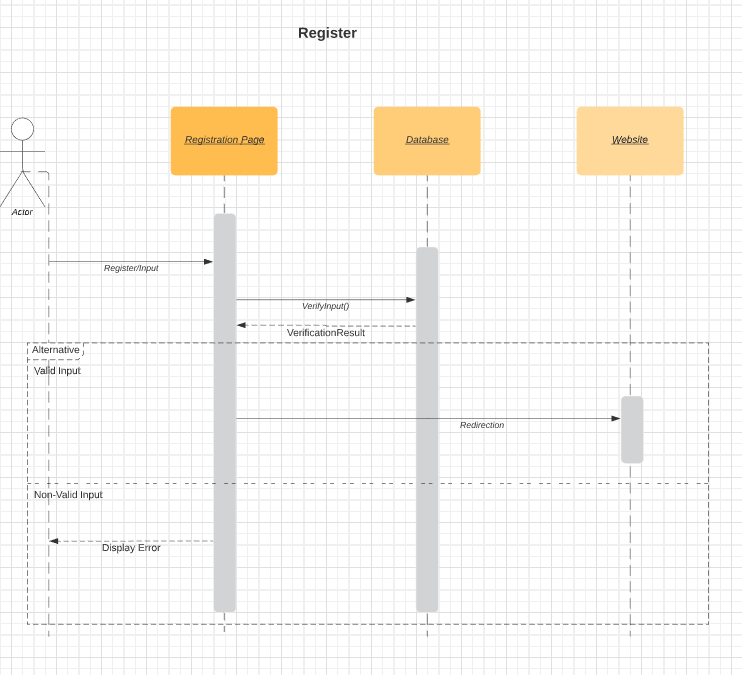 Register
Registration Page
Database
Website
Actor
Register/Input
VerifyInput()
VerificationResult
Alternative
Valid Input
Redirection
Non-Valid Input
Display Error